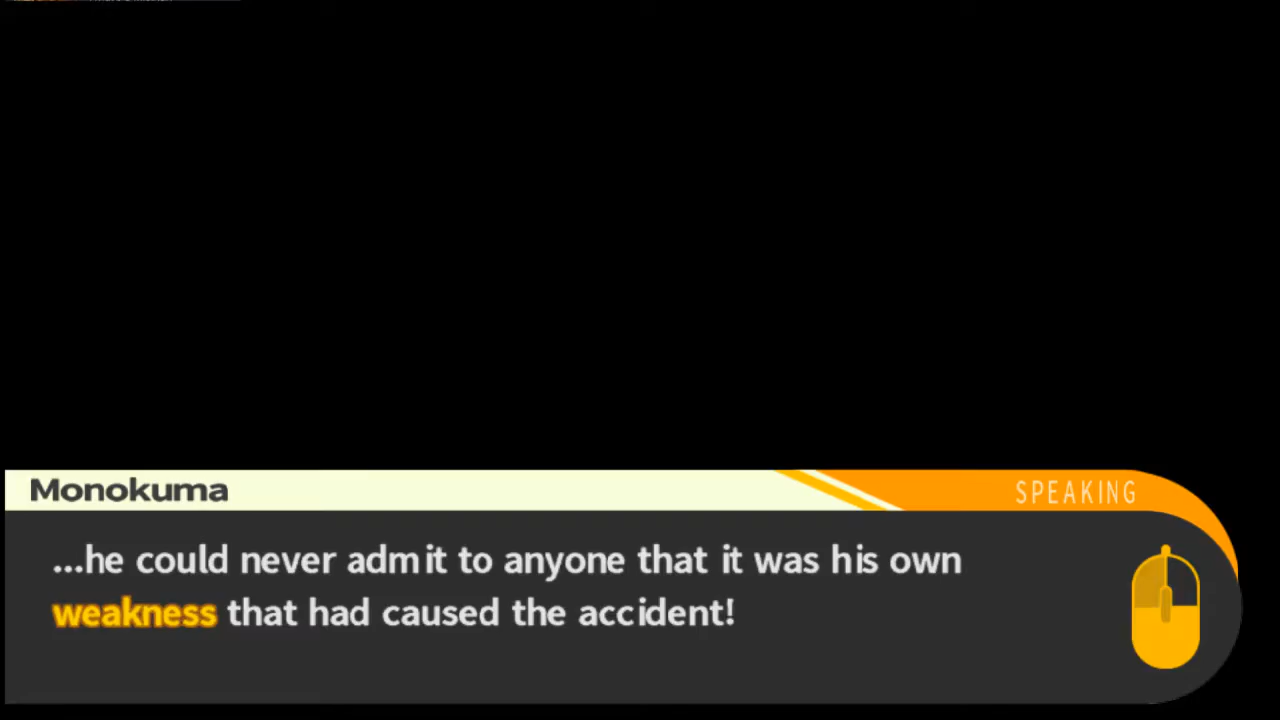 Monokuma
SPEAKING
...he could never admit to anyone that it was his own
weakness that had caused the accident!